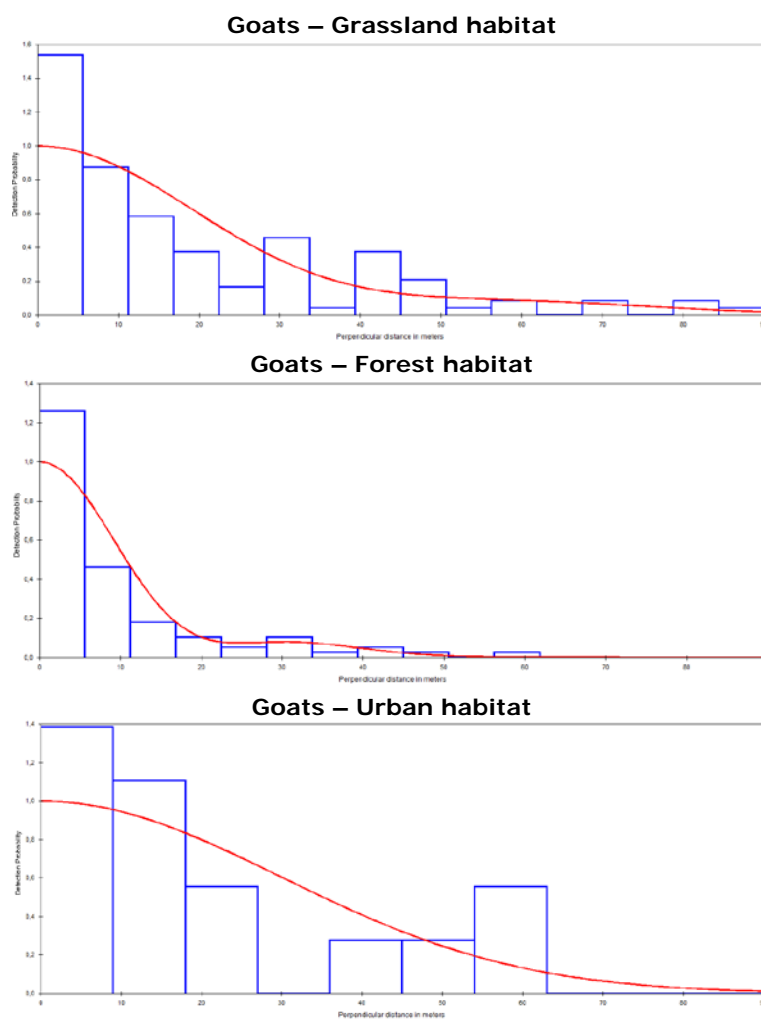 Goats – Grassland habitat
1,6
1,4
1,2
1,0
0,8
0,6
0,4
0,2
0,0
Detection Probability
0 10 20 30 40 50 60 70 80
Perpendicular distance in meters
Goats – Forest habitat
1,4
1,2
1,0
0,8
0,6
0,4
0,2
0,0
Detection Probability
0 10 20 30 40 50 60 70 80
Perpendicular distance in meters
Goats – Urban habitat
1,4
1,2
1,0
0,8
0,6
0,4
0,2
0,0
Detection Probability
0 10 20 30 40 50 60 70 80
Perpendicular distance in meters